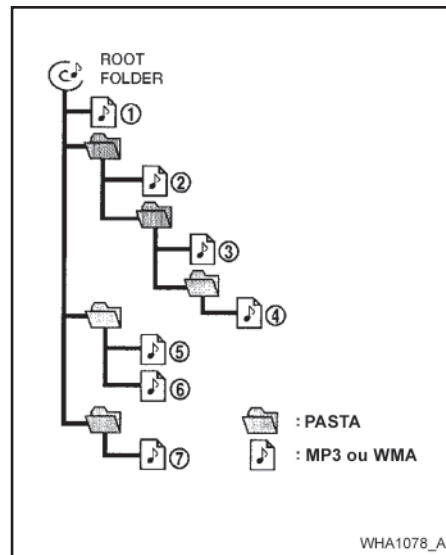 ROOT
FOLDER
①
②
③
④
⑤
⑥
⑦
: PASTA
: MP3 ou WMA
WHA1078_A